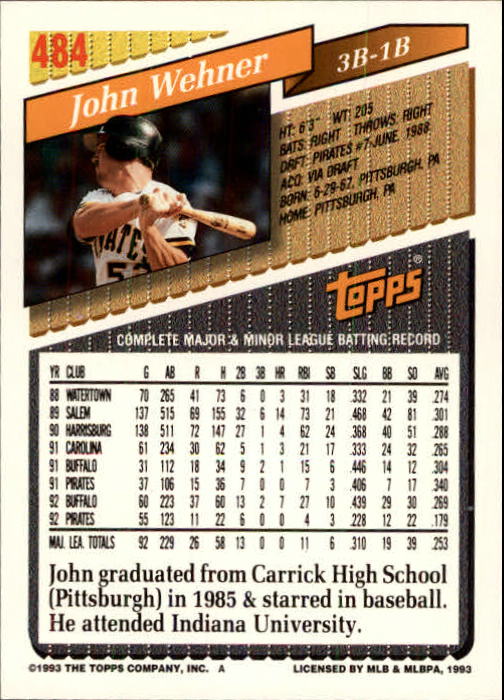 484
John Wehner
3B-1B
HT: 6'3" WT: 205
BATS: RIGHT THROWS: RIGHT
DRFT: PIRATES #7-JUNE, 1988
ACQ: VIA DRAFT
BORN: 6-29-67, PITTSBURGH, PA
HOME: PITTSBURGH, PA
TOPPS®
COMPLETE MAJOR & MINOR LEAGUE BATTING RECORD
YR CLUB G AB R H 2B 3B HR RBI SB SLG BB SO AVG
88 WATERTOWN 70 265 41 73 6 0 3 31 18 .332 21 39 .274
89 SALEM 137 515 69 155 32 6 14 73 21 .468 42 81 .301
90 HARRISBURG 138 511 72 147 27 1 4 62 24 .368 40 51 .288
91 CAROLINA 61 234 30 62 5 1 3 21 17 .333 24 32 .265
91 BUFFALO 31 112 18 34 9 2 1 15 6 .446 14 12 .304
91 PIRATES 37 106 15 36 7 0 0 7 3 .406 7 17 .340
92 BUFFALO 60 223 37 60 13 2 7 27 10 .439 29 30 .269
92 PIRATES 55 123 11 22 6 0 0 4 3 .228 12 22 .179
MAJ. LEA. TOTALS 92 229 26 58 13 0 0 11 6 .310 19 39 .253
John graduated from Carrick High School
(Pittsburgh) in 1985 & starred in baseball.
He attended Indiana University.
©1993 THE TOPPS COMPANY, INC. A LICENSED BY MLB & MLBPA, 1993